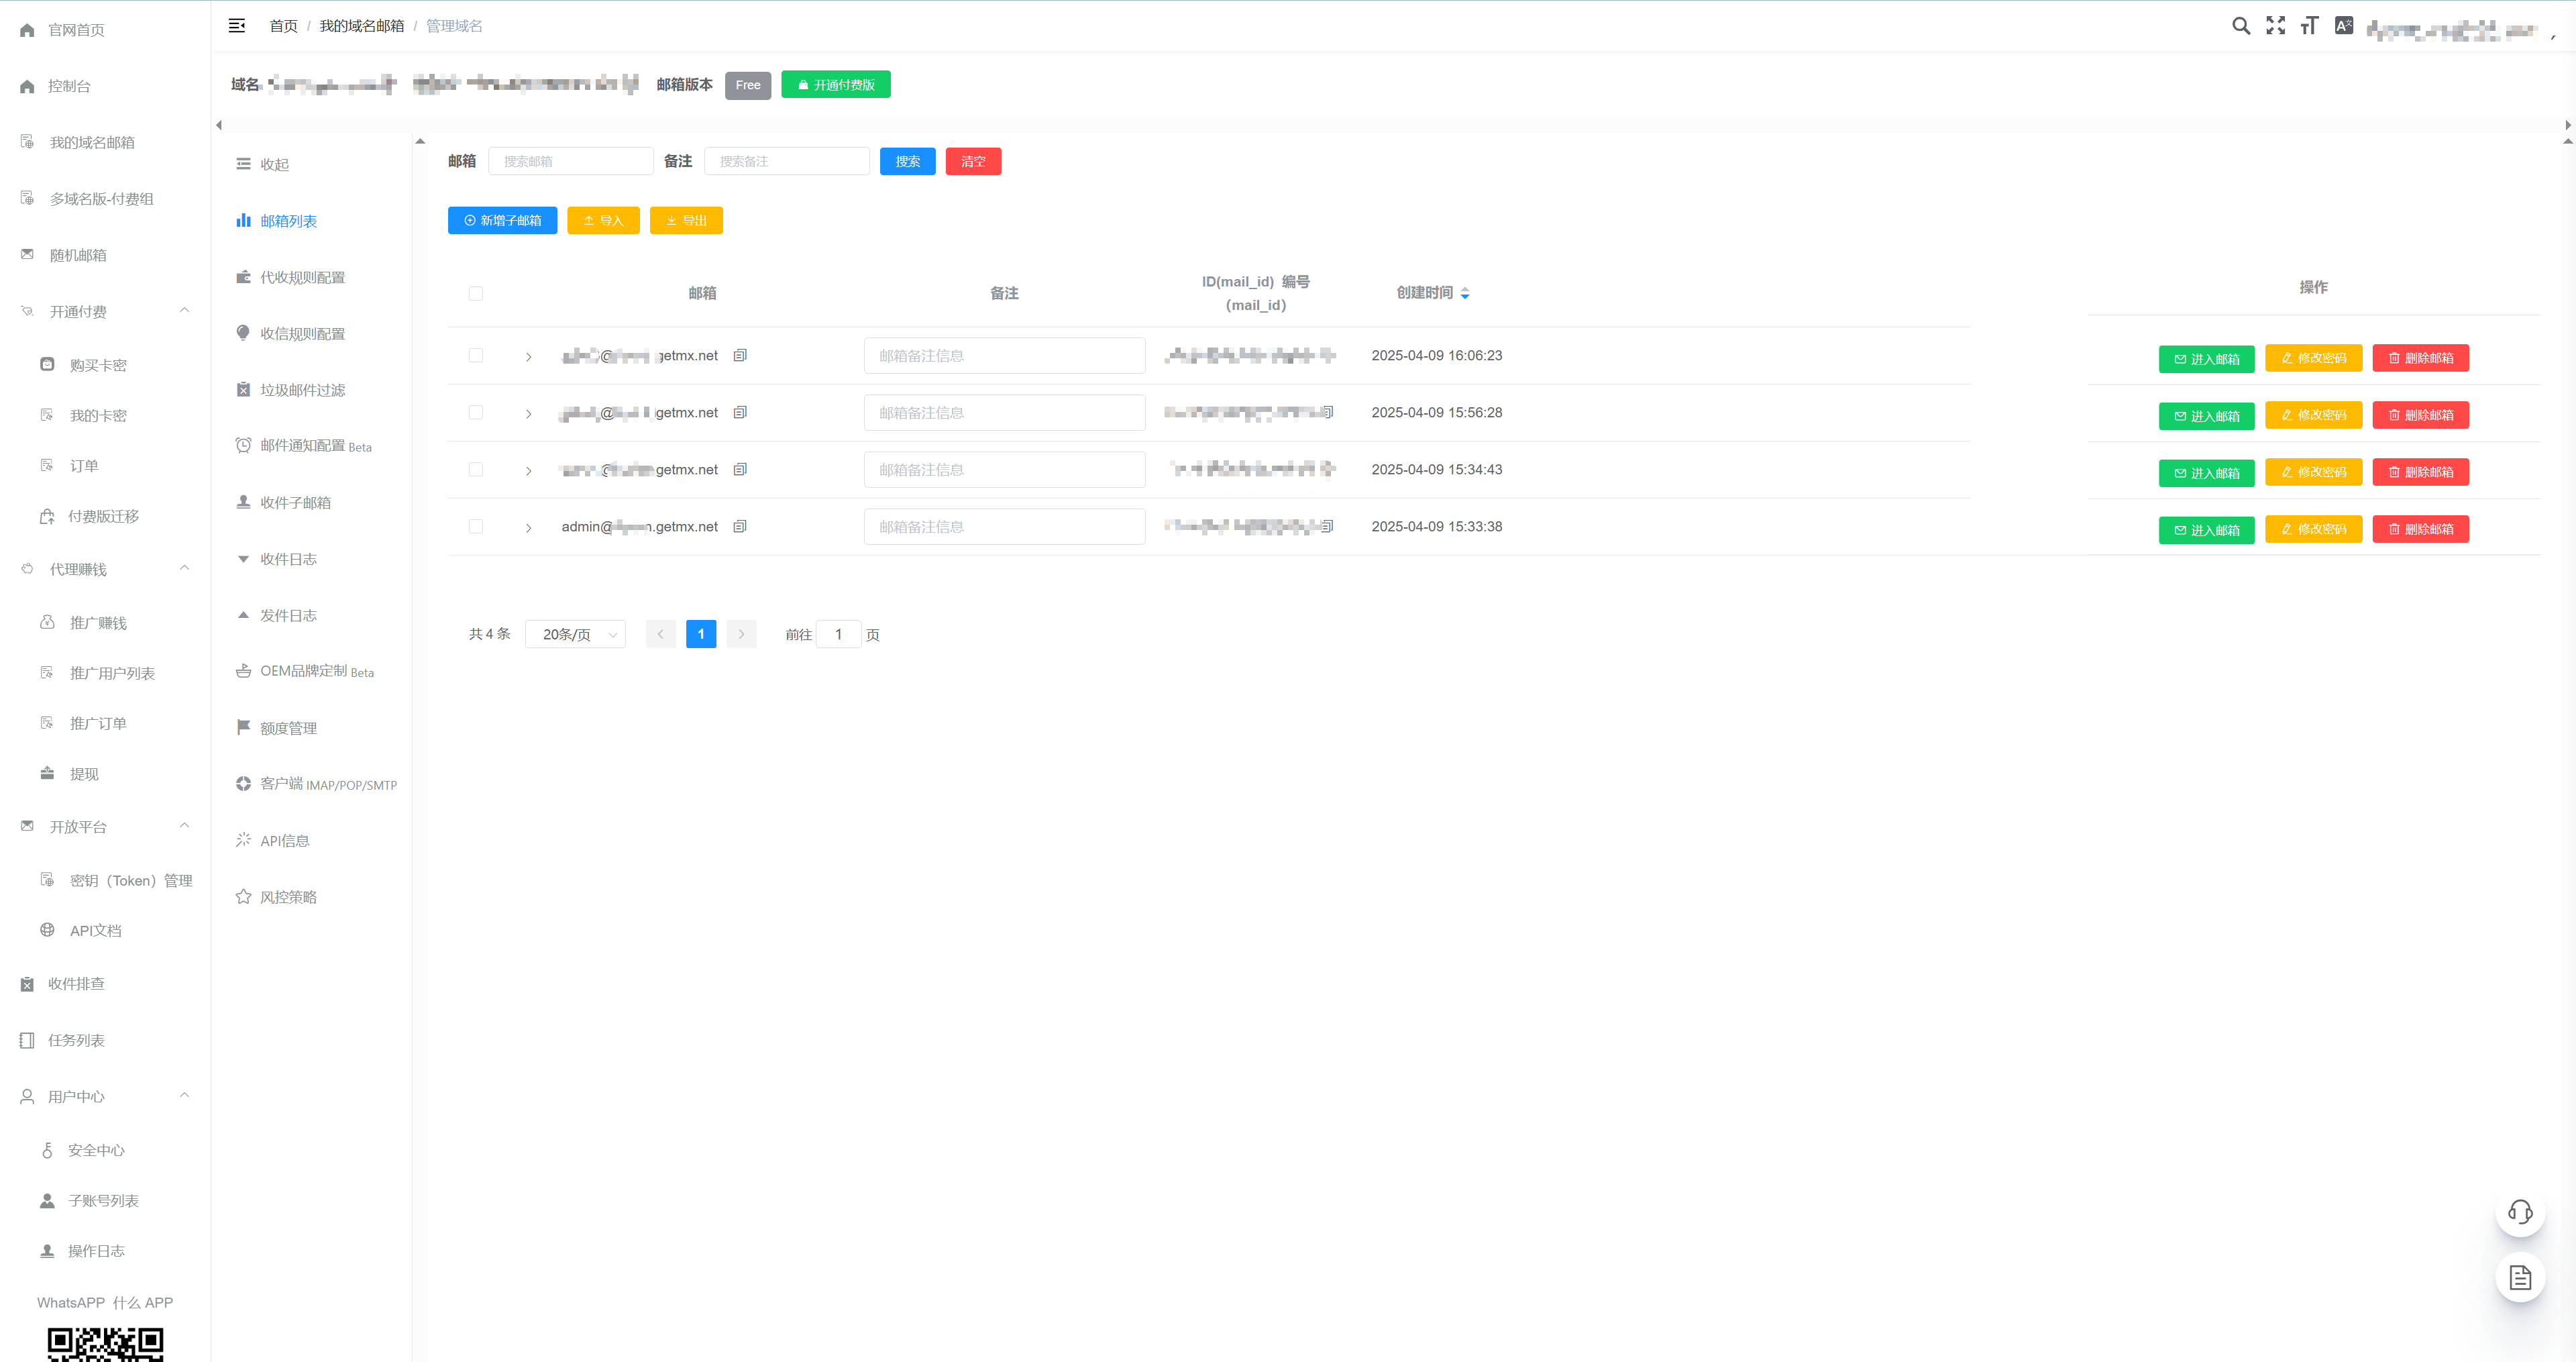 官网首页
控制台
我的域名邮箱
多域名版-付费组
随机邮箱
开通付费
购买卡密
我的卡密
订单
付费版迁移
代理赚钱
推广赚钱
推广用户列表
推广订单
提现
开放平台
密钥（Token）管理
API文档
收件排查
任务列表
用户中心
安全中心
子账号列表
操作日志
WhatsAPP 什么 APP
首页 / 我的域名邮箱 / 管理域名
域名 邮箱版本 Free 开通付费版
收起
邮箱列表
代收规则配置
收信规则配置
垃圾邮件过滤
邮件通知配置 Beta
收件子邮箱
收件日志
发件日志
OEM品牌定制 Beta
额度管理
客户端 IMAP/POP/SMTP
API信息
风控策略
邮箱 搜索邮箱 备注 搜索备注 搜索 清空
新增子邮箱 导入 导出
邮箱 备注 ID(mail_id) 编号 (mail_id) 创建时间 操作
getmx.net 邮箱备注信息 2025-04-09 16:06:23 进入邮箱 修改密码 删除邮箱
getmx.net 邮箱备注信息 2025-04-09 15:56:28 进入邮箱 修改密码 删除邮箱
getmx.net 邮箱备注信息 2025-04-09 15:34:43 进入邮箱 修改密码 删除邮箱
admin@ .getmx.net 邮箱备注信息 2025-04-09 15:33:38 进入邮箱 修改密码 删除邮箱
共 4 条 20条/页 1 前往 1 页